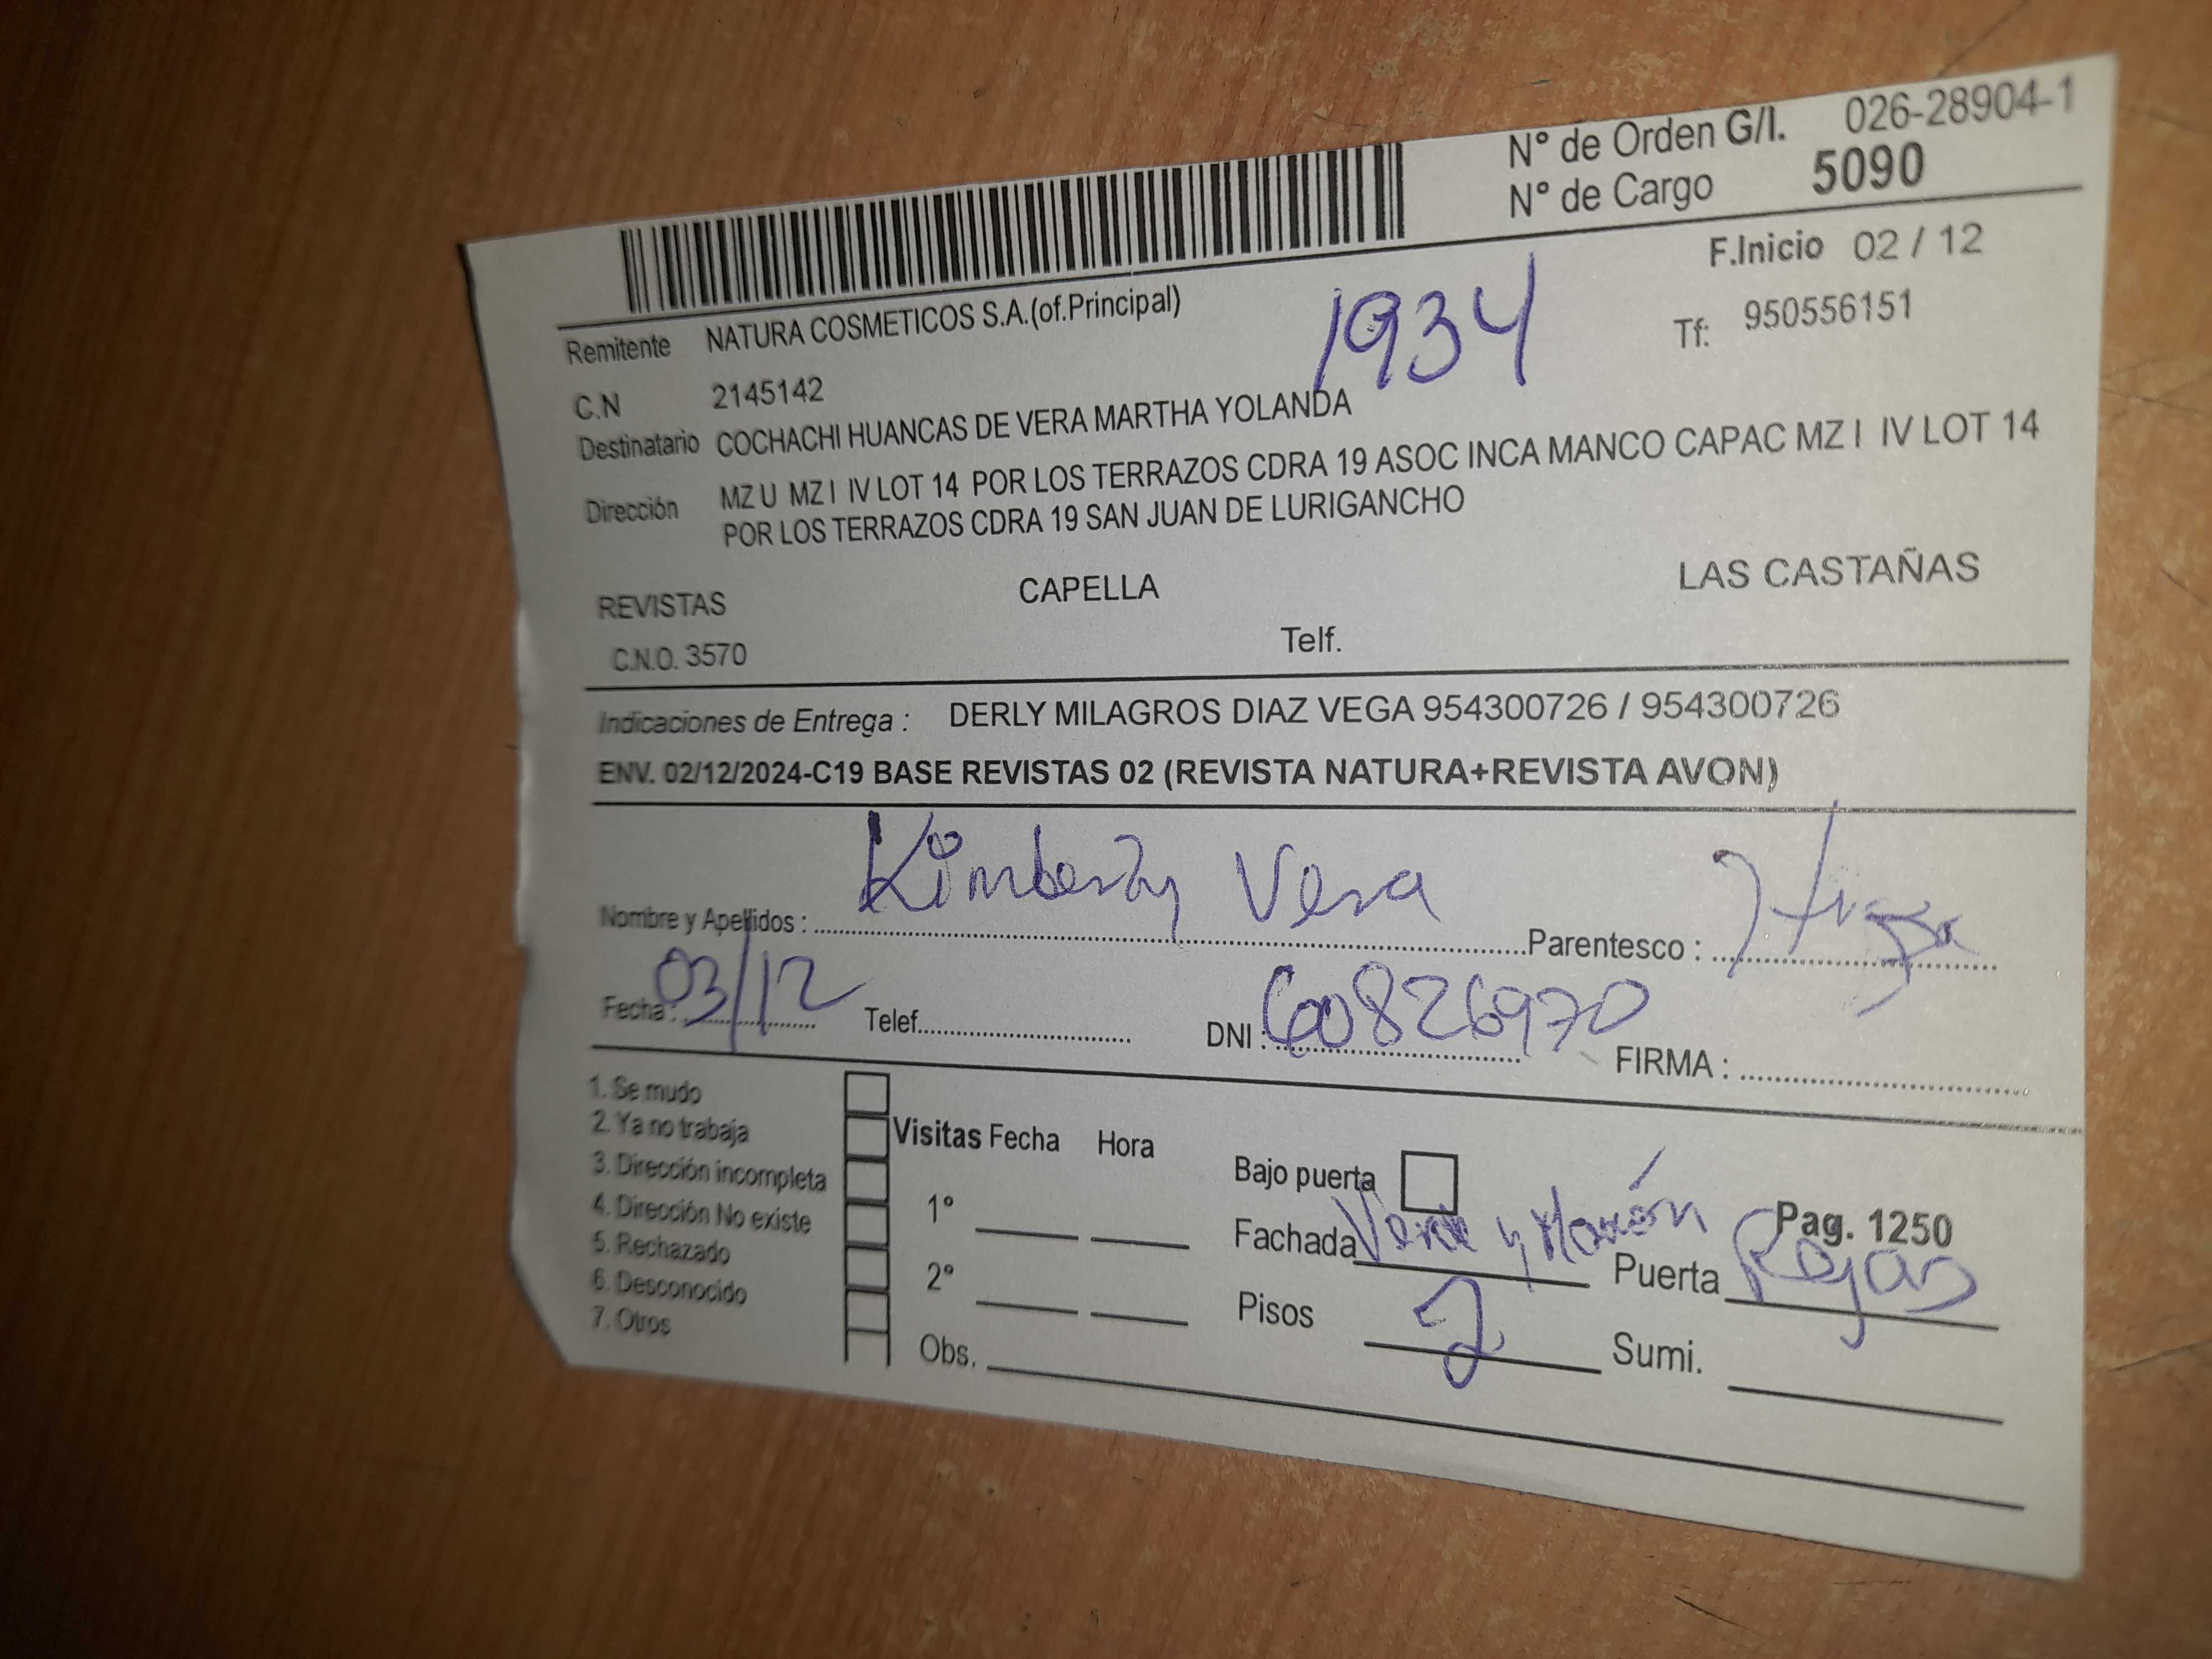 N° de Orden G/I. 026-28904-1
N° de Cargo 5090
F.Inicio 02 / 12
Remitente NATURA COSMETICOS S.A.(of.Principal) 1934 Tf: 950556151
C.N 2145142
Destinatario COCHACHI HUANCAS DE VERA MARTHA YOLANDA
Dirección MZ U MZ I IV LOT 14 POR LOS TERRAZOS CDRA 19 ASOC INCA MANCO CAPAC MZ I IV LOT 14
POR LOS TERRAZOS CDRA 19 SAN JUAN DE LURIGANCHO
REVISTAS CAPELLA LAS CASTAÑAS
C.N.O. 3570 Telf.
Indicaciones de Entrega : DERLY MILAGROS DIAZ VEGA 954300726 / 954300726
ENV. 02/12/2024-C19 BASE REVISTAS 02 (REVISTA NATURA+REVISTA AVON)
Nombre y Apellidos : Kimberly Vera Parentesco :
Fecha : 03/12 Telef. DNI : 60826970 FIRMA :
1. Se mudo
2. Ya no trabaja
3. Dirección incompleta
4. Dirección No existe
5. Rechazado
6. Desconocido
7. Otros
Visitas Fecha Hora
1°
2°
Obs.
Bajo puerta
Fachada Verde y Marrón
Pisos 2
Pag. 1250
Puerta Rejas
Sumi.